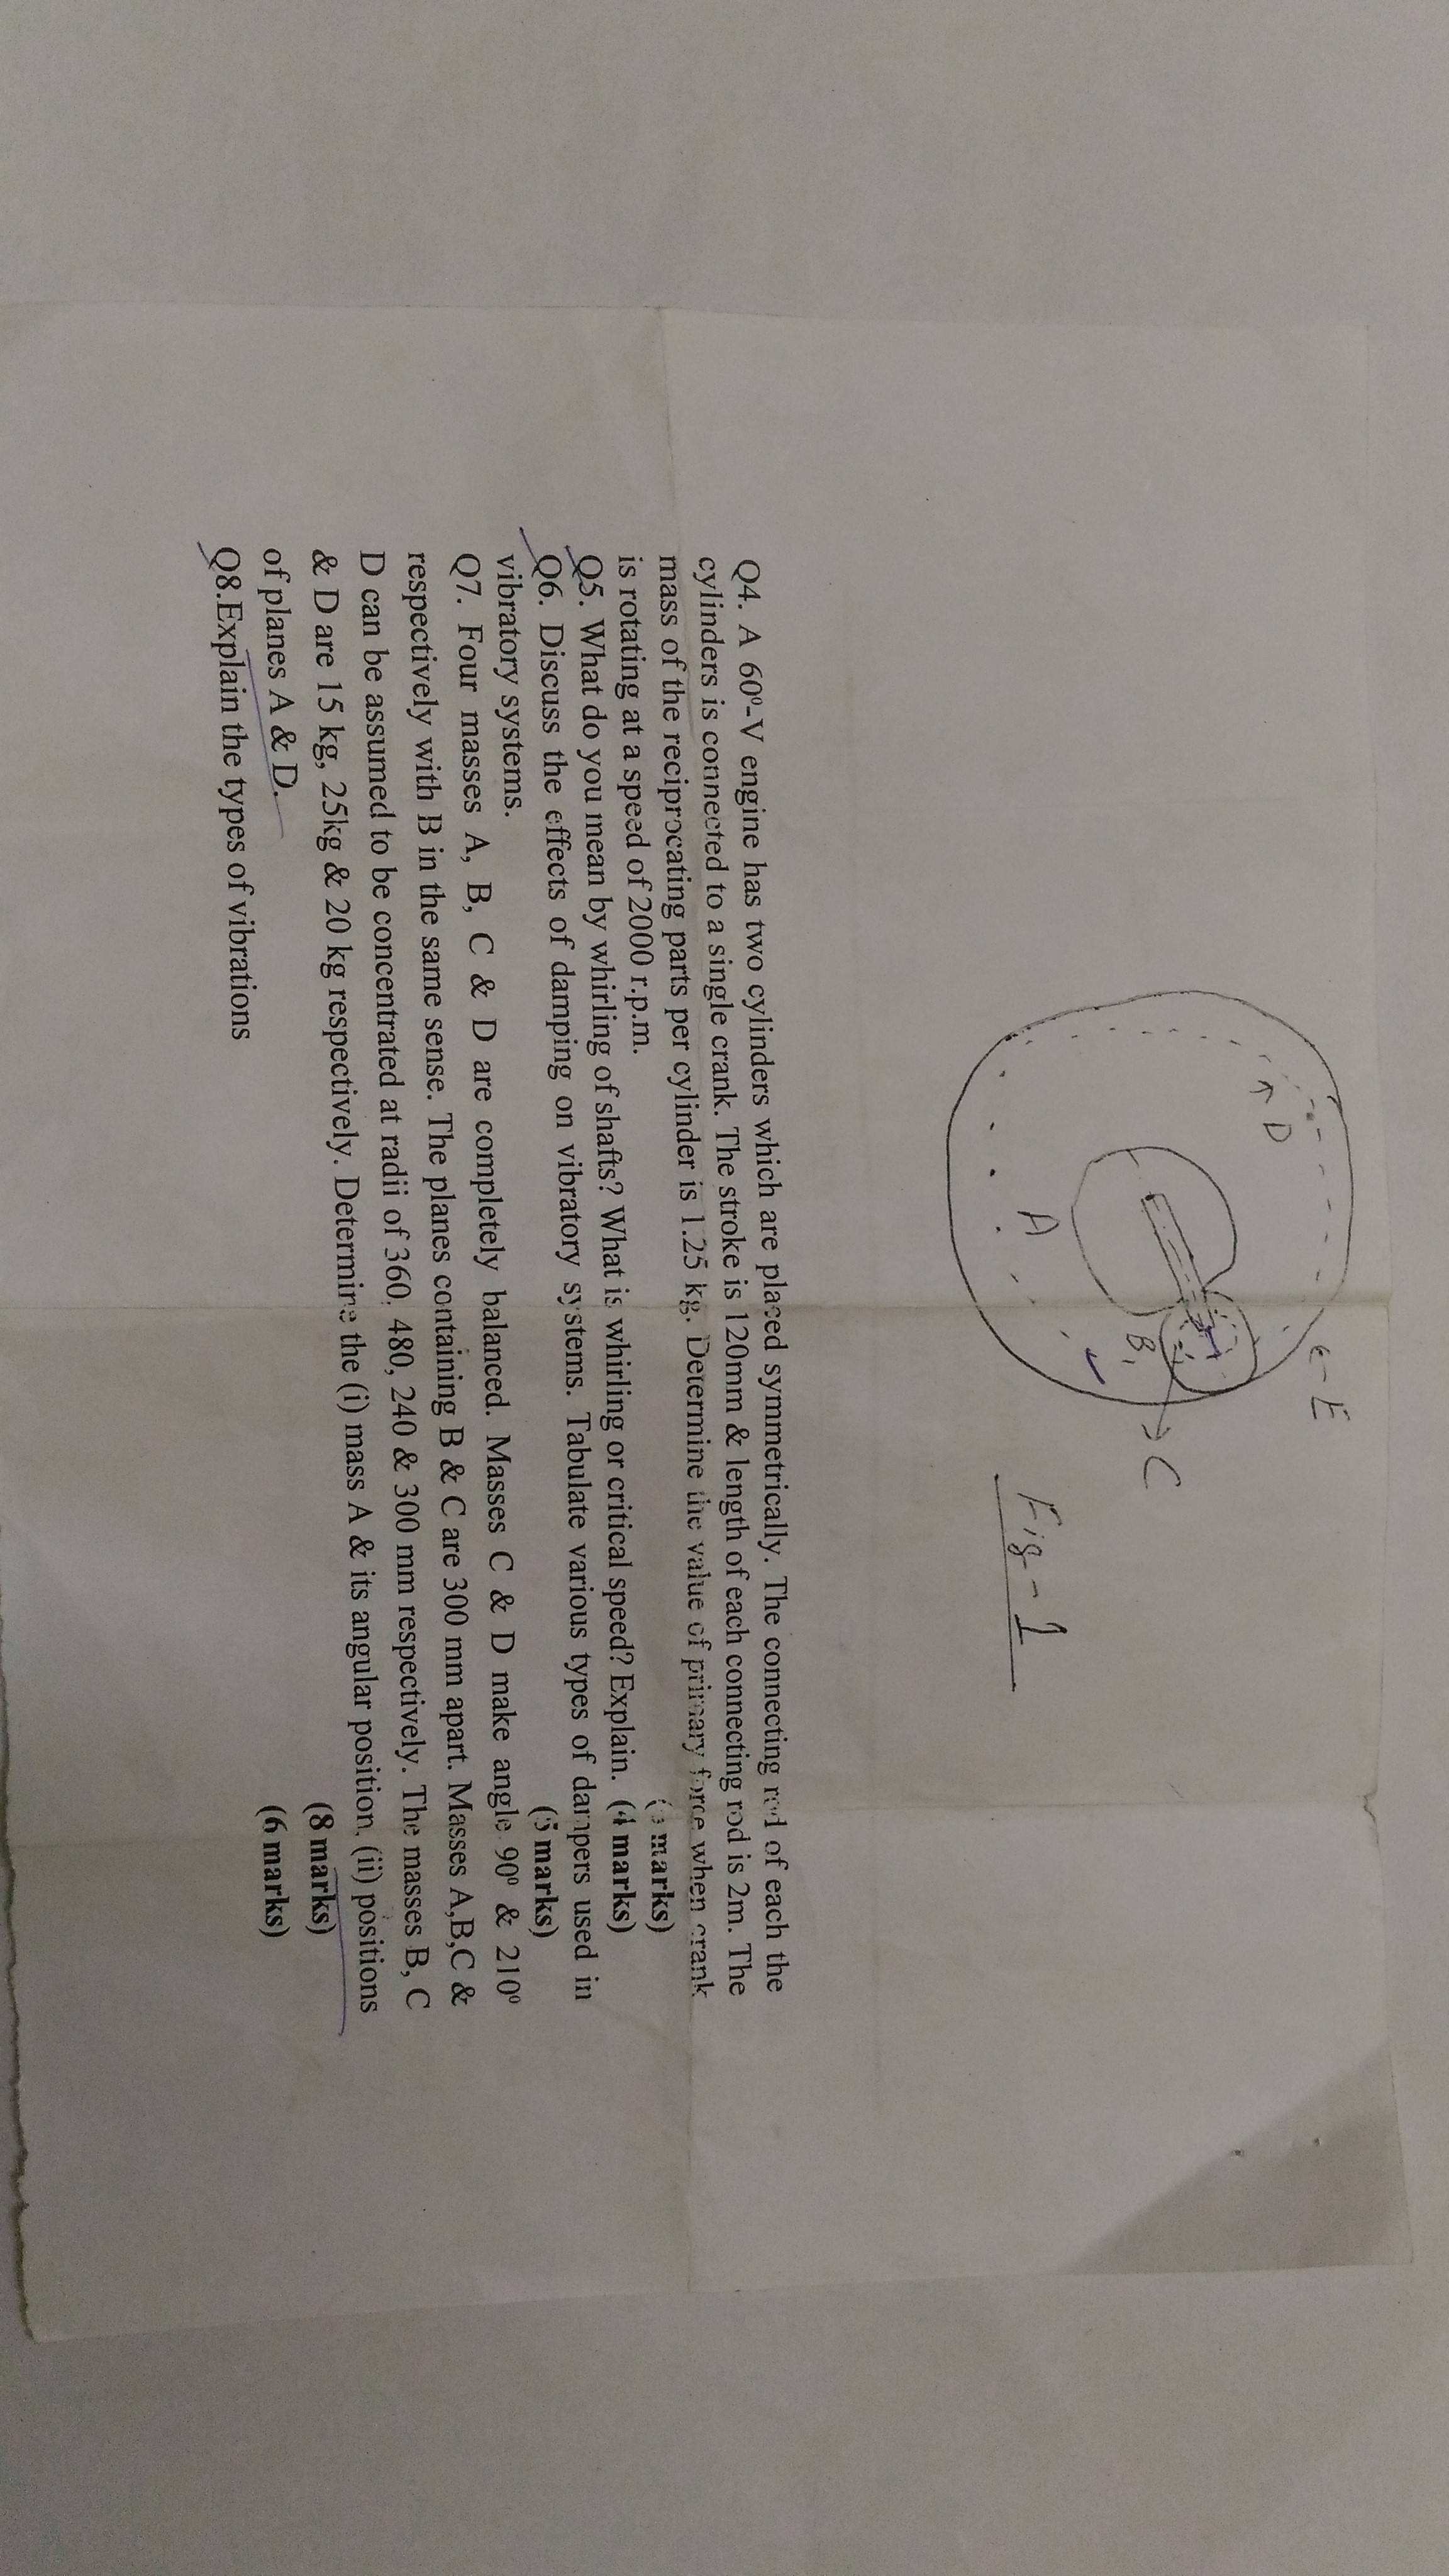 ← E
↑ D
→ C
B₁
A
Fig-1
Q4. A 60⁰-V engine has two cylinders which are placed symmetrically. The connecting rod of each the
cylinders is connected to a single crank. The stroke is 120mm & length of each connecting rod is 2m. The
mass of the reciprocating parts per cylinder is 1.25 kg. Determine the value of primary force when crank
is rotating at a speed of 2000 r.p.m. marks)
Q5. What do you mean by whirling of shafts? What is whirling or critical speed? Explain. (4 marks)
Q6. Discuss the effects of damping on vibratory systems. Tabulate various types of dampers used in
vibratory systems. (5 marks)
Q7. Four masses A, B, C & D are completely balanced. Masses C & D make angle 90⁰ & 210⁰
respectively with B in the same sense. The planes containing B & C are 300 mm apart. Masses A,B,C &
D can be assumed to be concentrated at radii of 360, 480, 240 & 300 mm respectively. The masses B, C
& D are 15 kg, 25kg & 20 kg respectively. Determine the (i) mass A & its angular position, (ii) positions
of planes A & D. (8 marks)
Q8.Explain the types of vibrations (6 marks)